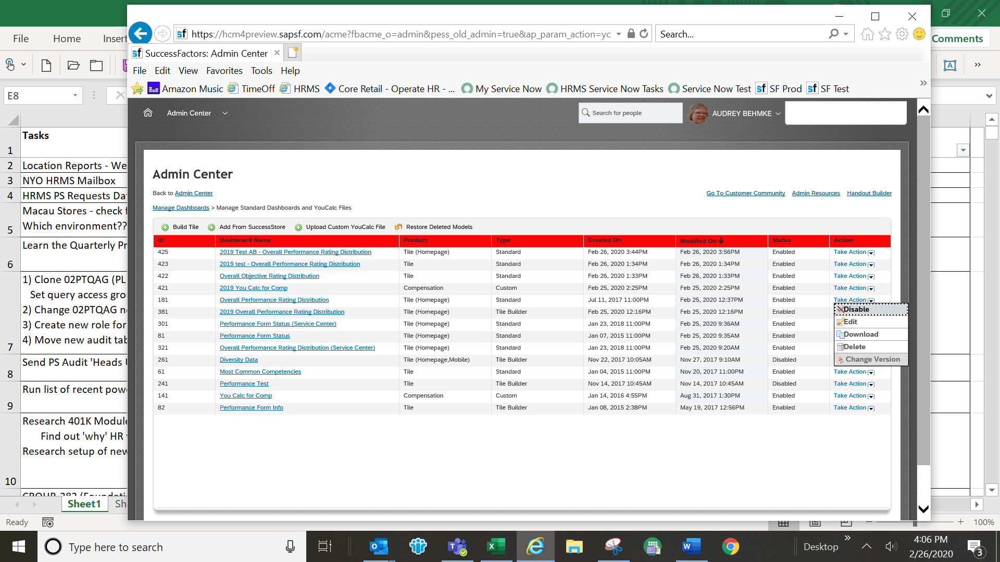 File
Home
Insert
Comments
E8
https://hcm4preview.sapsf.com/acme?fbacme_o=admin&pess_old_admin=true&ap_param_action=yc
Search...
SuccessFactors: Admin Center
File Edit View Favorites Tools Help
Amazon Music TimeOff HRMS Core Retail - Operate HR - ... My Service Now HRMS Service Now Tasks Service Now Test SF Prod SF Test
Admin Center
Search for people
AUDREY BEHMKE
Admin Center
Back to Admin Center
Go To Customer Community Admin Resources Handout Builder
Manage Dashboards > Manage Standard Dashboards and YouCalc Files
Build Tile Add From SuccessStore Upload Custom YouCalc File Restore Deleted Models
ID Dashboard Name Product Type Created On Modified On Status Action
425 2019 Test AB - Overall Performance Rating Distribution Tile (Homepage) Standard Feb 26, 2020 3:44PM Feb 26, 2020 3:56PM Enabled Take Action
423 2019 test - Overall Performance Rating Distribution Tile Standard Feb 26, 2020 1:34PM Feb 26, 2020 1:34PM Enabled Take Action
422 Overall Objective Rating Distribution Tile Standard Feb 26, 2020 1:33PM Feb 26, 2020 1:33PM Enabled Take Action
421 2019 You Calc for Comp Compensation Custom Feb 25, 2020 2:25PM Feb 25, 2020 2:25PM Enabled Take Action
181 Overall Performance Rating Distribution Tile (Homepage) Standard Jul 11, 2017 11:00PM Feb 25, 2020 12:37PM Enabled Take Action
381 2019 Overall Performance Rating Distribution Tile (Homepage) Tile Builder Feb 25, 2020 12:16PM Feb 25, 2020 12:16PM Enabled
301 Performance Form Status (Service Center) Tile (Homepage) Standard Jan 23, 2018 11:00PM Feb 25, 2020 9:36AM Enabled
81 Performance Form Status Tile (Homepage) Standard Jan 07, 2015 11:00PM Feb 25, 2020 9:35AM Enabled
321 Overall Performance Rating Distribution (Service Center) Tile (Homepage) Standard Jan 23, 2018 11:00PM Feb 25, 2020 9:20AM Enabled
261 Diversity Data Tile (Homepage,Mobile) Tile Builder Nov 22, 2017 10:05AM Nov 27, 2017 9:10AM Disabled
61 Most Common Competencies Tile Standard Jan 04, 2015 11:00PM Nov 20, 2017 11:00PM Enabled Take Action
241 Performance Test Tile Tile Builder Nov 14, 2017 10:45AM Nov 14, 2017 10:45AM Disabled Take Action
141 You Calc for Comp Compensation Custom Jan 14, 2016 4:55PM Aug 31, 2017 1:30PM Enabled Take Action
82 Performance Form Info Tile Tile Builder Jan 08, 2015 2:38PM May 19, 2017 12:56PM Enabled Take Action
Disable
Edit
Download
Delete
Change Version
1 Tasks
2 Location Reports - We
3 NYO HRMS Mailbox
4 HRMS PS Requests Da
5 Macau Stores - check f
Which environment??
6 Learn the Quarterly Pr
7 1) Clone 02PTQAG (PL
Set query access gro
2) Change 02PTQAG n
3) Create new role for
4) Move new audit tab
8 Send PS Audit 'Heads U
9 Run list of recent pow
10 Research 401K Module
Find out 'why' HR
Research setup of new
Sheet1 Sh
Ready
100%
Type here to search
Desktop
4:06 PM
2/26/2020
3